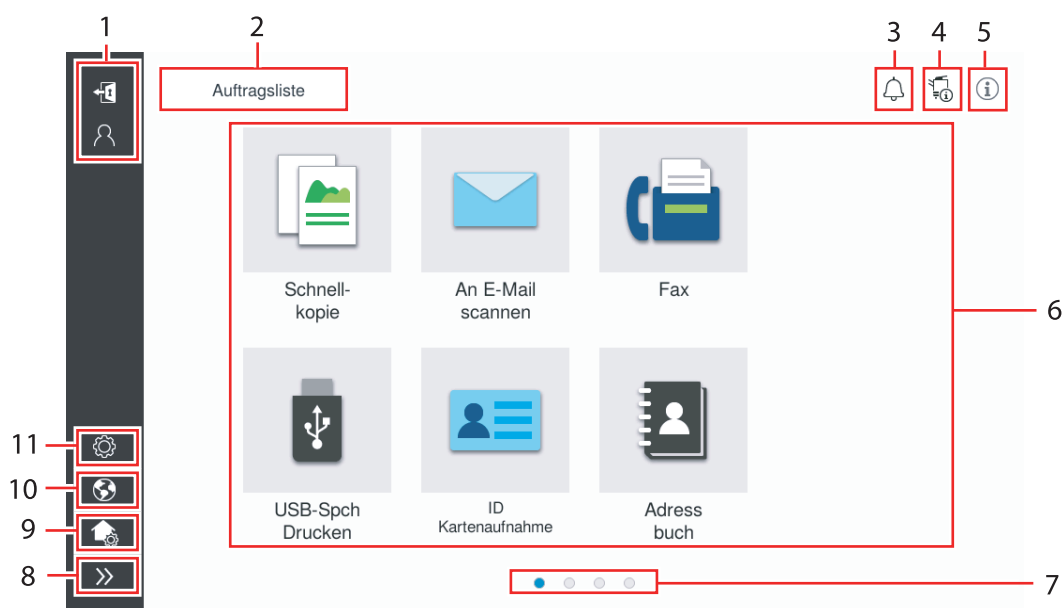 1
2
3
4
5
Auftragsliste
Schnell-
kopie
An E-Mail
scannen
Fax
6
USB-Spch
Drucken
ID
Kartenaufnahme
Adress
buch
11
10
9
8
7